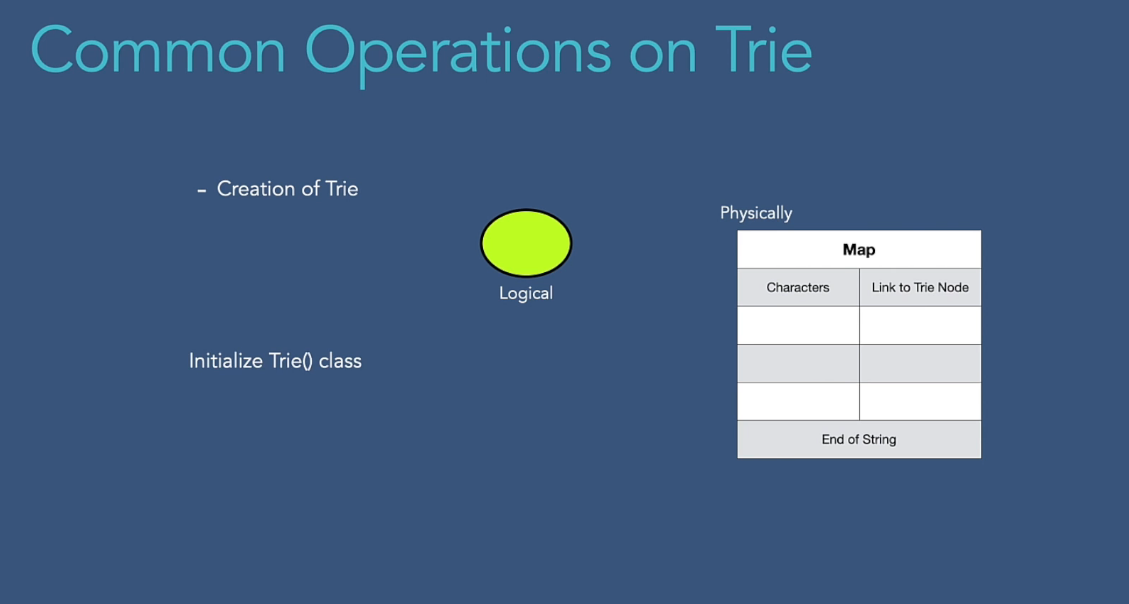 Common Operations on Trie
- Creation of Trie
Logical
Initialize Trie() class
Physically
Map
Characters Link to Trie Node
End of String